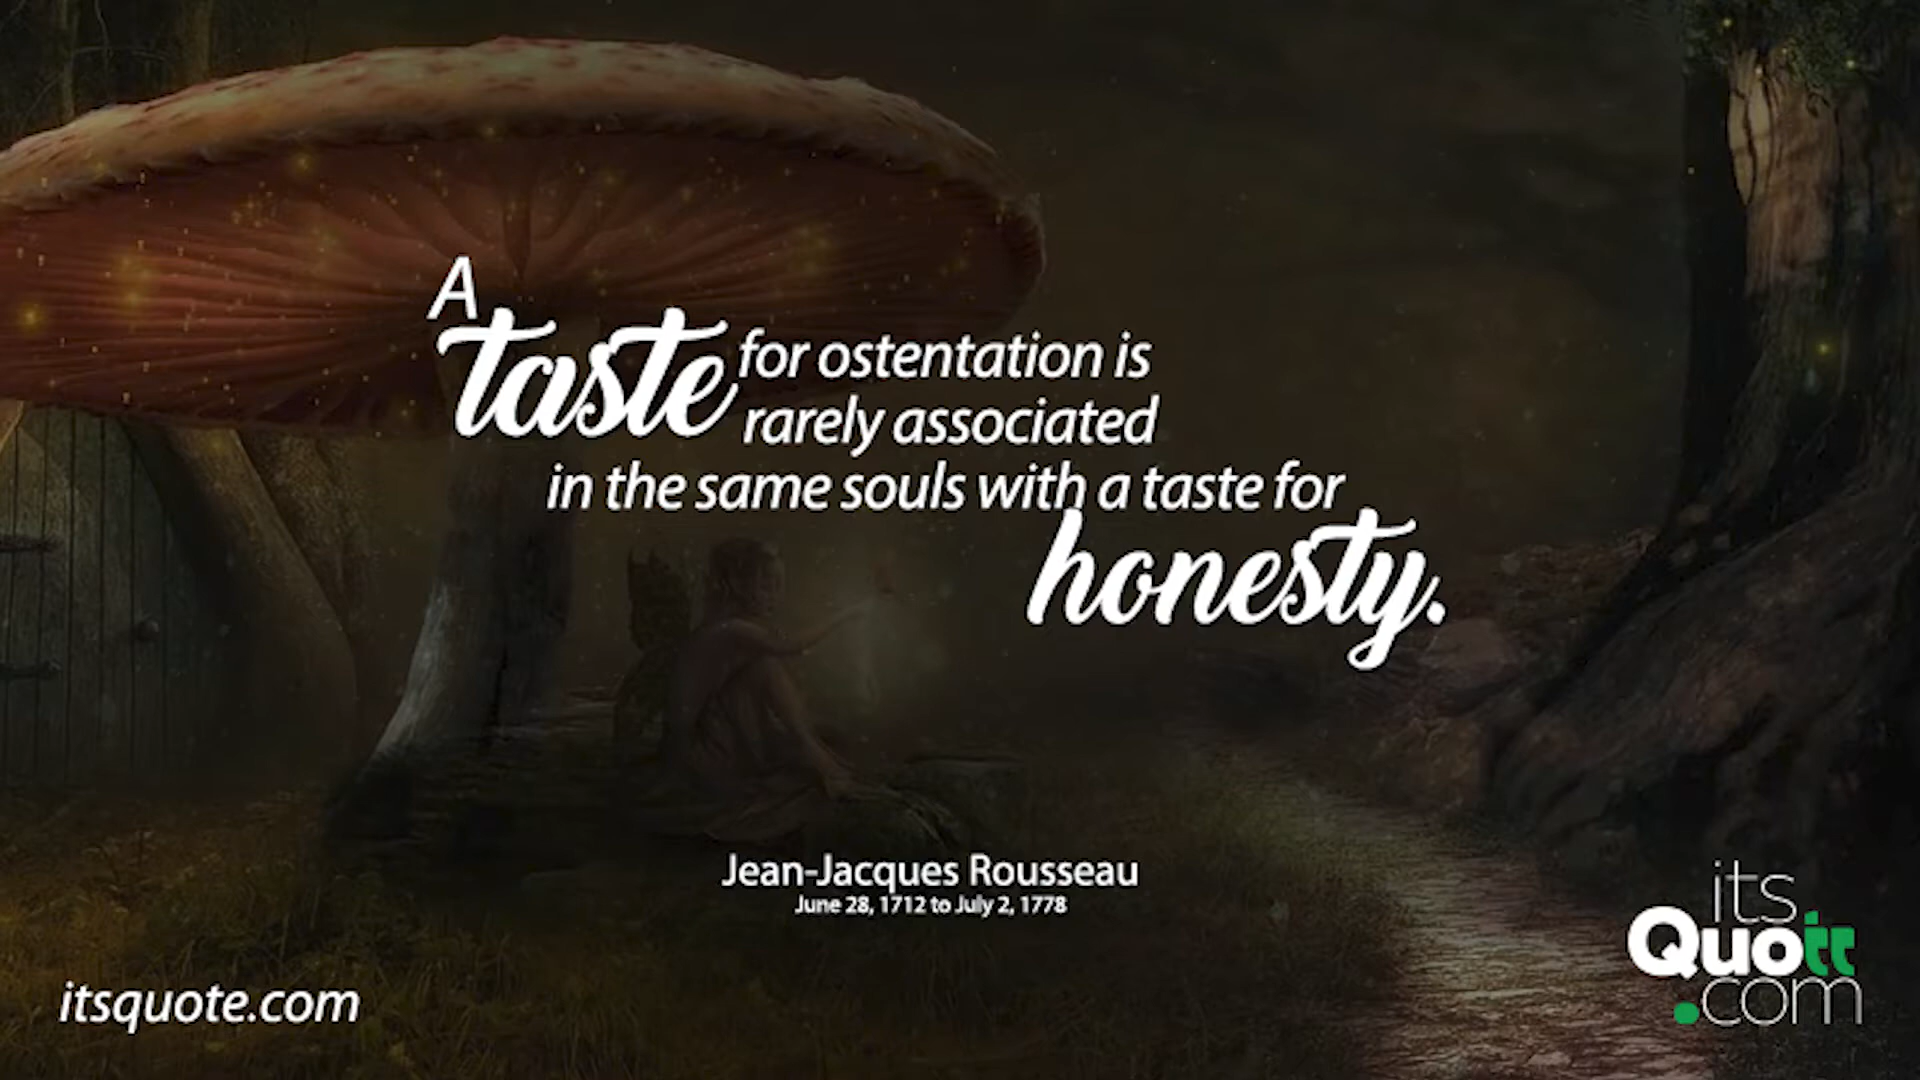 A
taste for ostentation is
rarely associated
in the same souls with a taste for
honesty.
Jean-Jacques Rousseau
June 28, 1712 to July 2, 1778
itsquote.com
its
Quott
.com